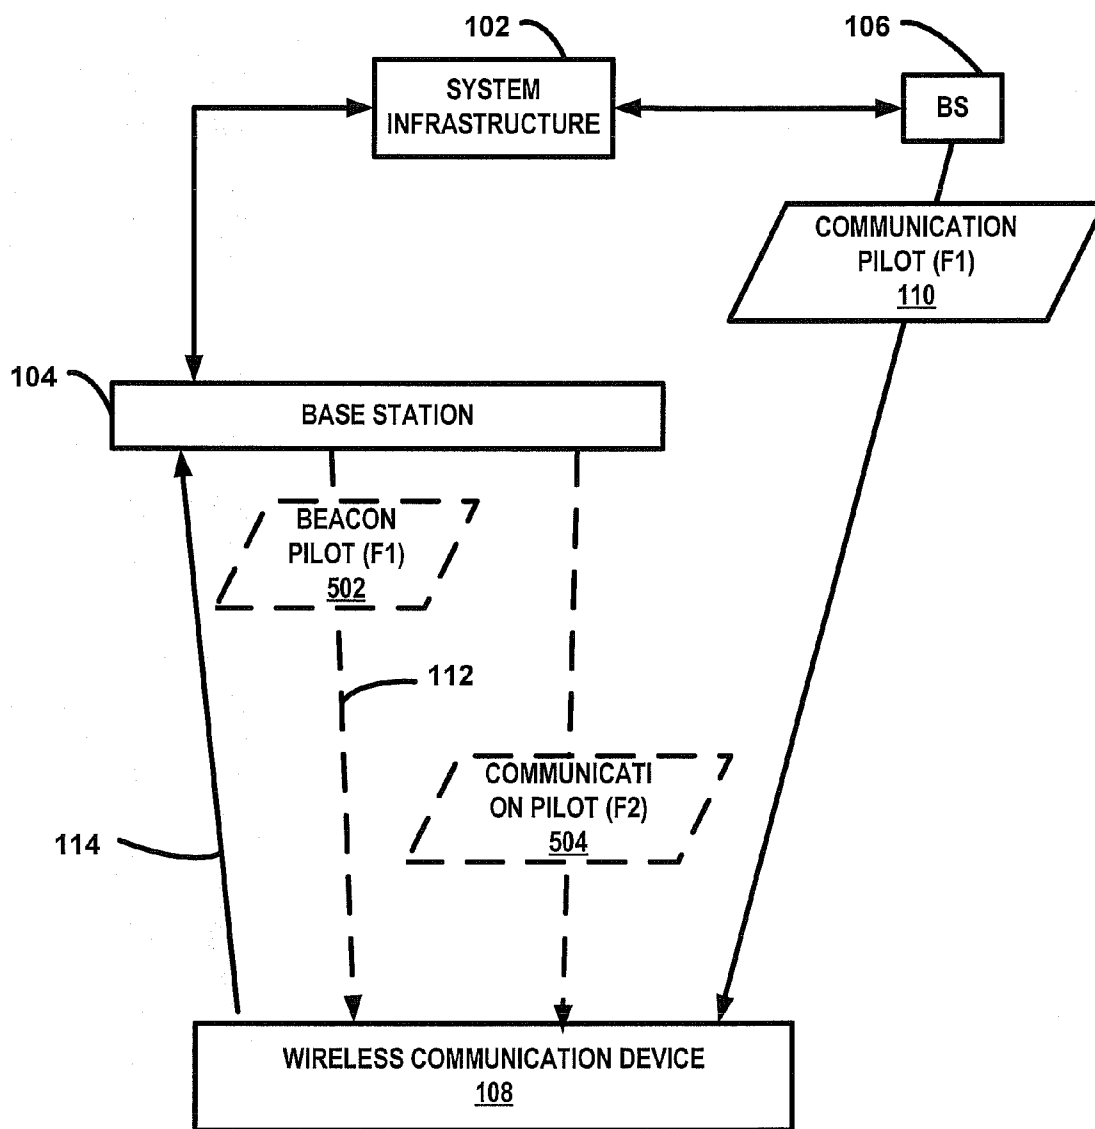 102
106
SYSTEM
INFRASTRUCTURE
BS
COMMUNICATION
PILOT (F1)
110
104
BASE STATION
BEACON
PILOT (F1)
502
112
COMMUNICATI
ON PILOT (F2)
504
114
WIRELESS COMMUNICATION DEVICE
108